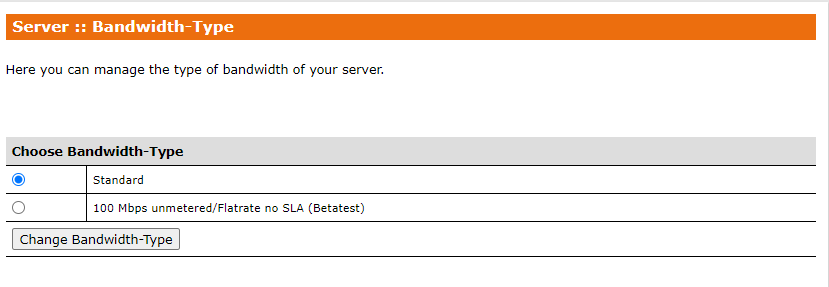 Server :: Bandwidth-Type
Here you can manage the type of bandwidth of your server.
Choose Bandwidth-Type
Standard
100 Mbps unmetered/Flatrate no SLA (Betatest)
Change Bandwidth-Type